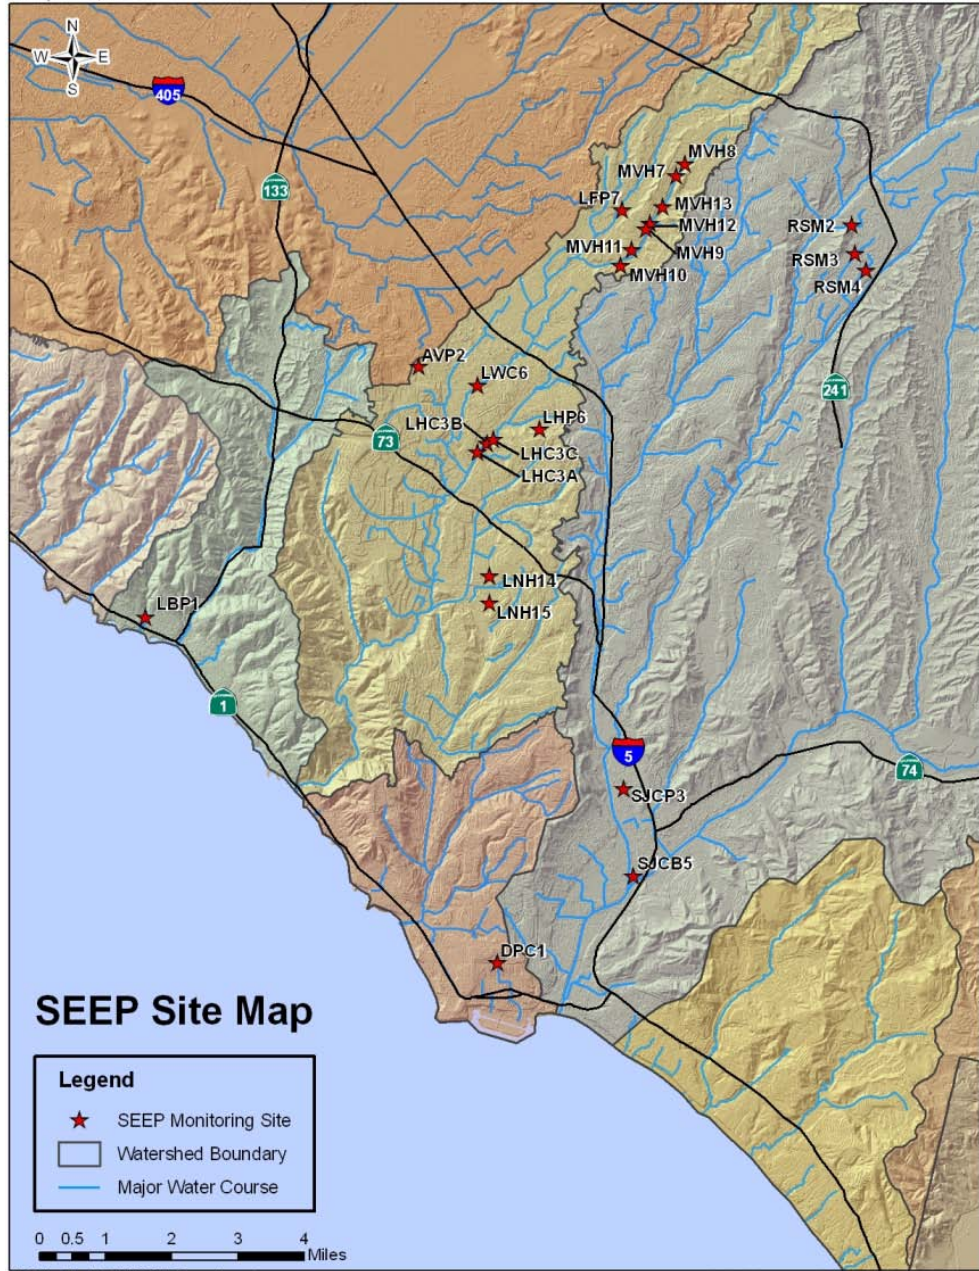 N
W E
S
405
133
MVH8
MVH7
LFP7
MVH13
MVH12
MVH11
MVH9
MVH10
RSM2
RSM3
RSM4
AVP2
LWC6
241
LHC3B
LHP6
73
LHC3C
LHC3A
LNH14
LNH15
LBP1
1
5
74
SJCP3
SJCB5
DPC1
SEEP Site Map
Legend
SEEP Monitoring Site
Watershed Boundary
Major Water Course
0 0.5 1 2 3 4
Miles